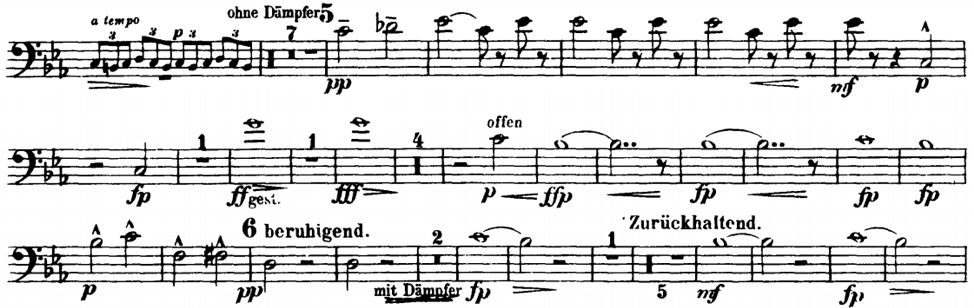 ohne Dämpfer 5
a tempo
3 3 p 3 3 7
pp mf p
1 1 4 offen
fp ff gest. fff p ffp fp fp fp
6 beruhigend. 2 1 Zurückhaltend.
p pp mit Dämpfer fp 5 mf fp